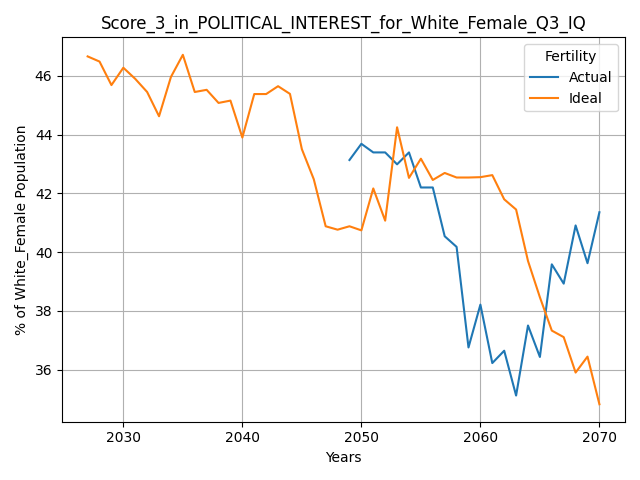 Score_3_in_POLITICAL_INTEREST_for_White_Female_Q3_IQ
Fertility
Actual
Ideal
% of White_Female Population
46
44
42
40
38
36
2030 2040 2050 2060 2070
Years